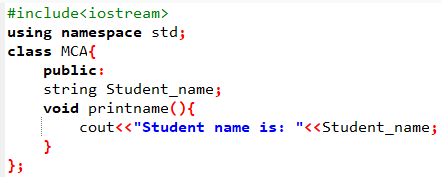 #include<iostream>
using namespace std;
class MCA{
public:
string Student_name;
void printname(){
cout<<"Student name is: "<<Student_name;
}
};